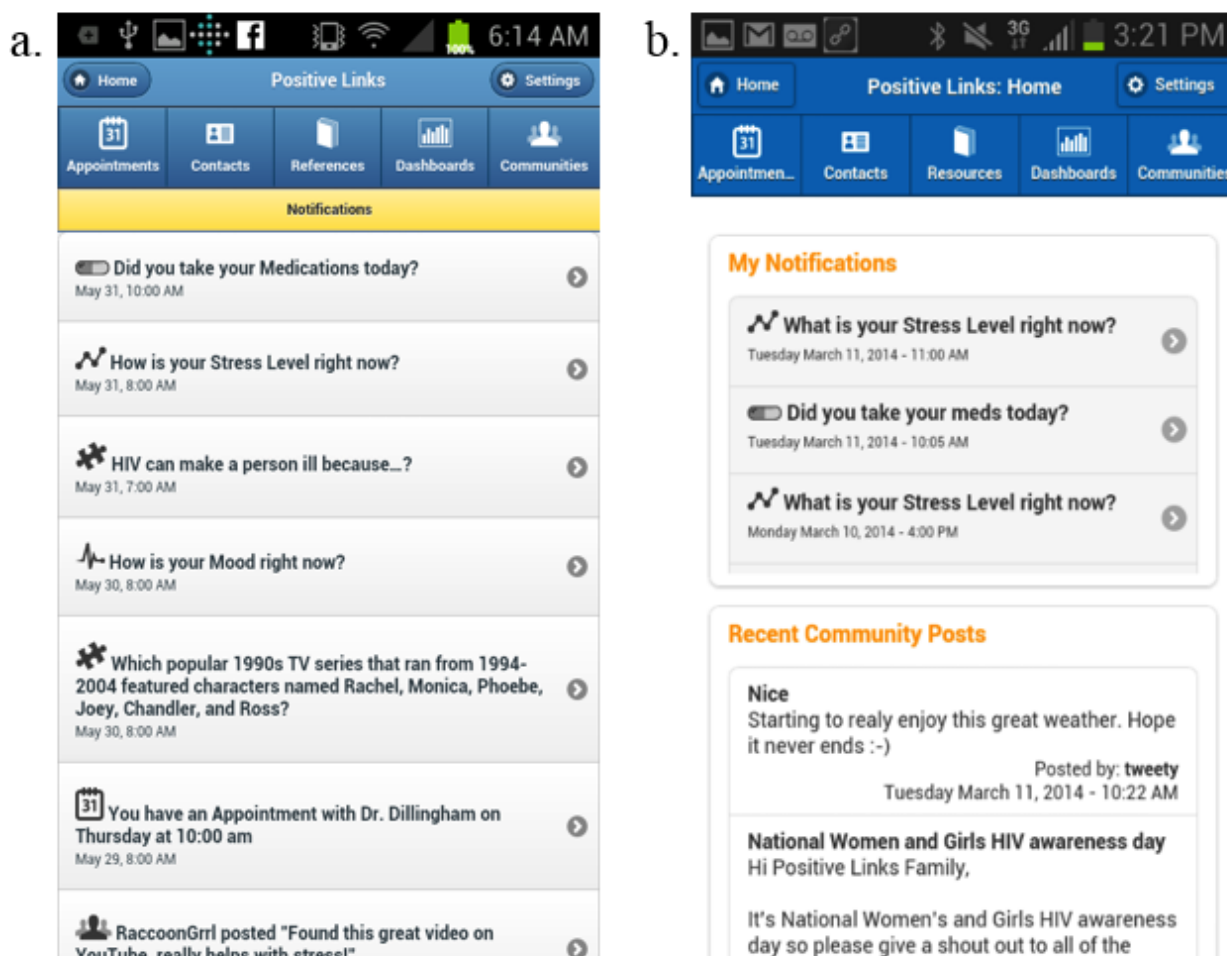 a.
100%
6:14 AM
Home
Positive Links
Settings
31
Appointments
Contacts
References
Dashboards
Communities
Notifications
Did you take your Medications today?
May 31, 10:00 AM
How is your Stress Level right now?
May 31, 8:00 AM
HIV can make a person ill because...?
May 31, 7:00 AM
How is your Mood right now?
May 30, 8:00 AM
Which popular 1990s TV series that ran from 1994-
2004 featured characters named Rachel, Monica, Phoebe,
Joey, Chandler, and Ross?
May 30, 8:00 AM
31
You have an Appointment with Dr. Dillingham on
Thursday at 10:00 am
May 29, 8:00 AM
RaccoonGrrl posted "Found this great video on
YouTube, really helps with stress!"
b.
3G
3:21 PM
Home
Positive Links: Home
Settings
31
Appointmen...
Contacts
Resources
Dashboards
Communities
My Notifications
What is your Stress Level right now?
Tuesday March 11, 2014 - 11:00 AM
Did you take your meds today?
Tuesday March 11, 2014 - 10:05 AM
What is your Stress Level right now?
Monday March 10, 2014 - 4:00 PM
Recent Community Posts
Nice
Starting to realy enjoy this great weather. Hope
it never ends :-)
Posted by: tweety
Tuesday March 11, 2014 - 10:22 AM
National Women and Girls HIV awareness day
Hi Positive Links Family,
It's National Women's and Girls HIV awareness
day so please give a shout out to all of the